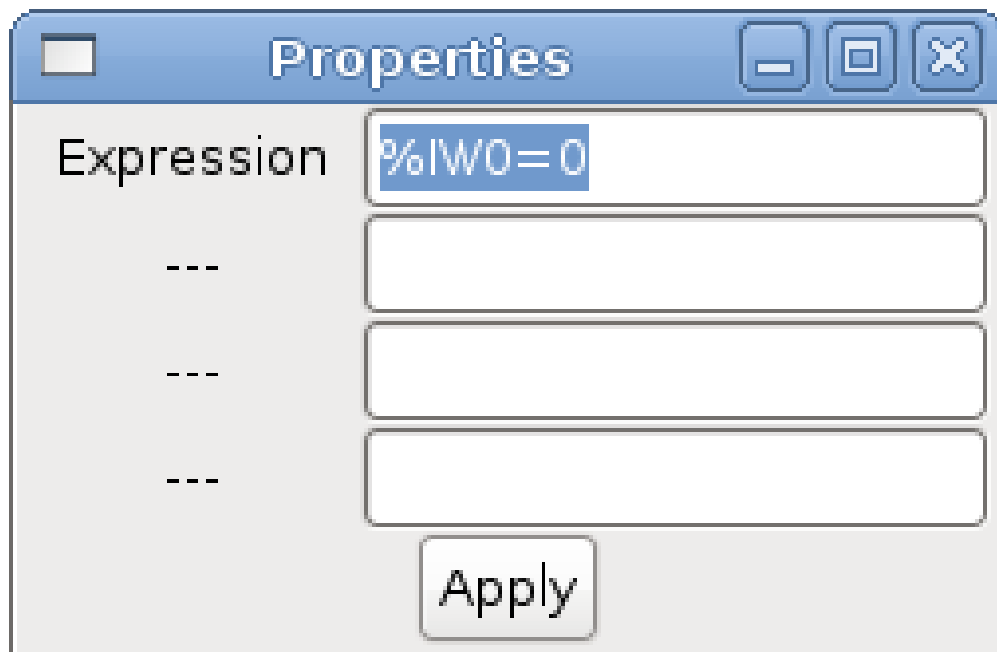 Properties
Expression %IW0=0
---
---
---
Apply